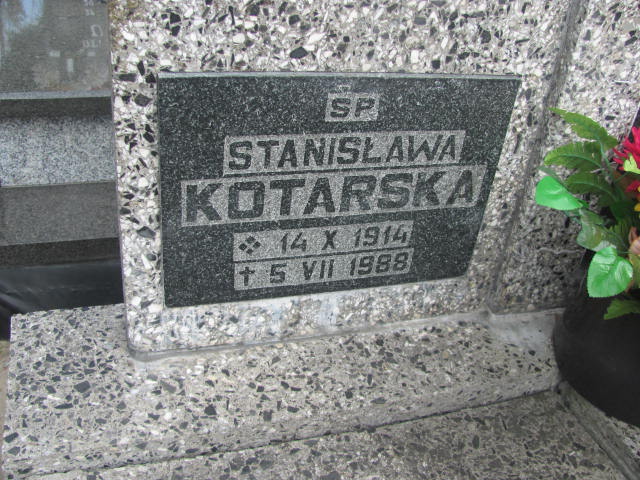 ŚP
STANISŁAWA
KOTARSKA
14 X 1914
† 5 VII 1988